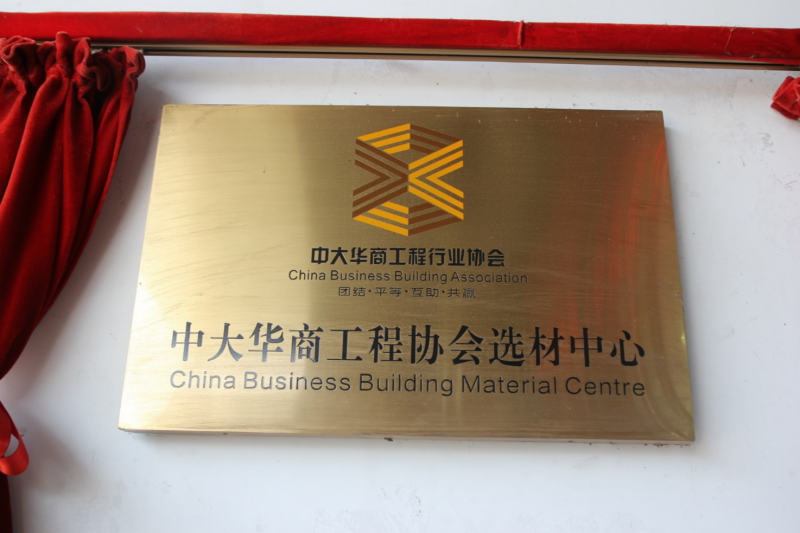 中大华商工程行业协会
China Business Building Association
团结·平等·互助·共赢
中大华商工程协会选材中心
China Business Building Material Centre